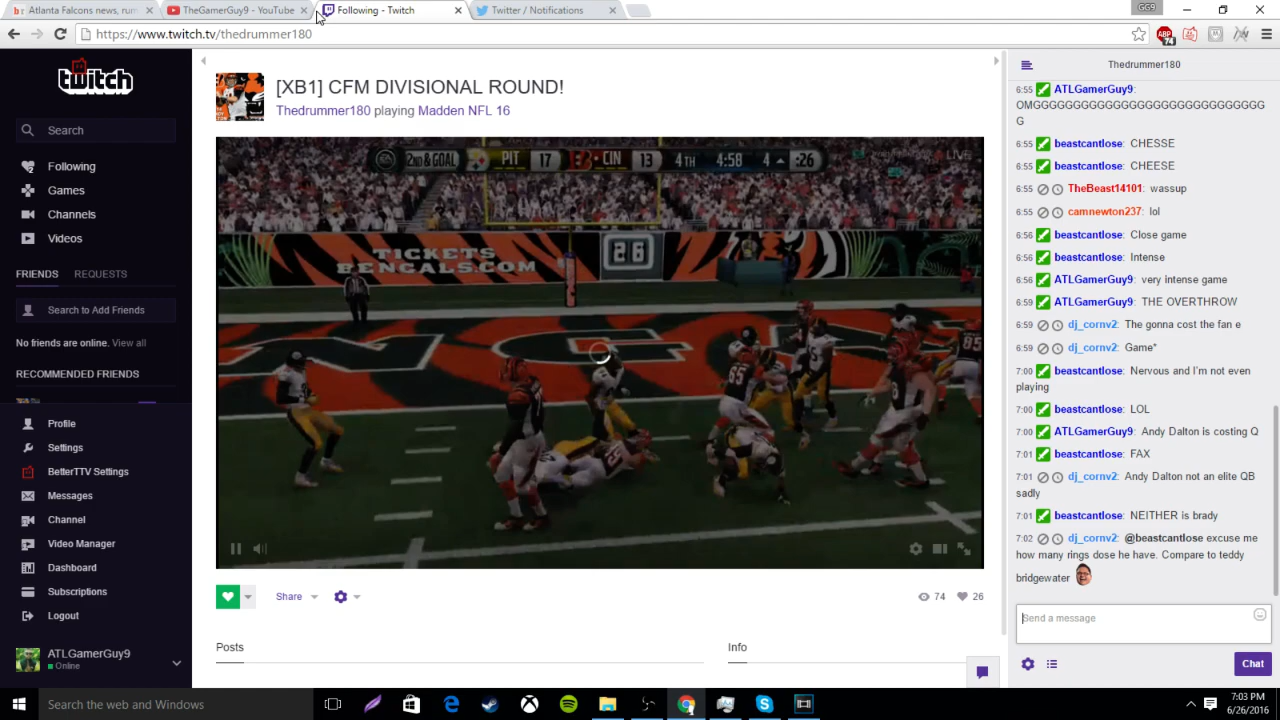 Atlanta Falcons news, rum
TheGamerGuy9 - YouTube
Following - Twitch
Twitter / Notifications
GG9
https://www.twitch.tv/thedrummer180
ABP
74
twitch
Search
Following
Games
Channels
Videos
FRIENDS REQUESTS
Search to Add Friends
No friends are online. View all
RECOMMENDED FRIENDS
Profile
Settings
BetterTTV Settings
Messages
Channel
Video Manager
Dashboard
Subscriptions
Logout
ATLGamerGuy9
Online
[XB1] CFM DIVISIONAL ROUND!
Thedrummer180 playing Madden NFL 16
2ND & GOAL PIT 17 CIN 13 4TH 4:58 4 :26
LIVE
TICKETS
BENGALS.COM
26
Share
74 26
Posts
Info
Thedrummer180
6:55 ATLGamerGuy9:
OMGGGGGGGGGGGGGGGGGGGGGGGGGGGG
G
6:55 beastcantlose: CHESSE
6:55 beastcantlose: CHEESE
6:55 TheBeast14101: wassup
6:55 camnewton237: lol
6:56 beastcantlose: Close game
6:56 beastcantlose: Intense
6:56 ATLGamerGuy9: very intense game
6:59 ATLGamerGuy9: THE OVERTHROW
6:59 dj_cornv2: The gonna cost the fan e
6:59 dj_cornv2: Game*
7:00 beastcantlose: Nervous and I'm not even
playing
7:00 beastcantlose: LOL
7:00 ATLGamerGuy9: Andy Dalton is costing Q
7:01 beastcantlose: FAX
7:01 dj_cornv2: Andy Dalton not an elite QB
sadly
7:01 beastcantlose: NEITHER is brady
7:02 dj_cornv2: @beastcantlose excuse me
how many rings dose he have. Compare to teddy
bridgewater
Send a message
Chat
Search the web and Windows
7:03 PM
6/26/2016